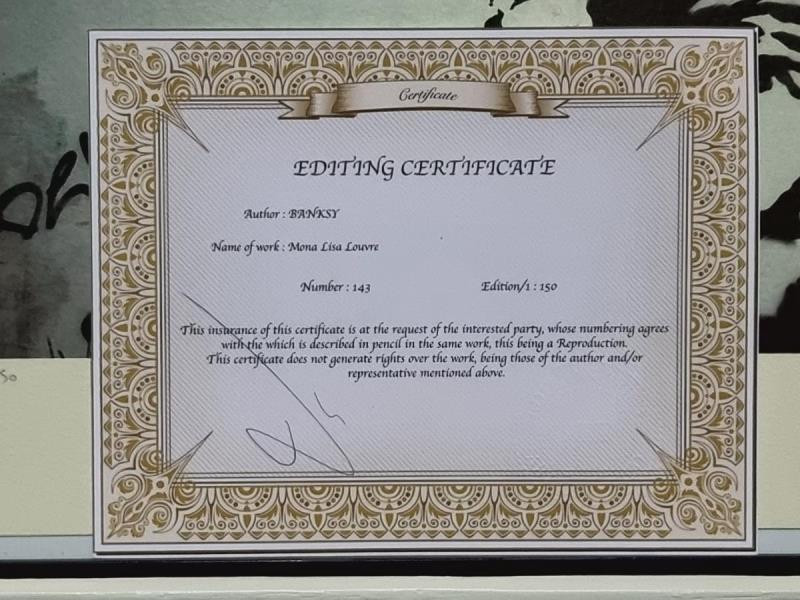 Certificate
EDITING CERTIFICATE
Author : BANKSY
Name of work : Mona Lisa Louvre
Number : 143 Edition/1 : 150
This insurance of this certificate is at the request of the interested party, whose numbering agrees
with the which is described in pencil in the same work, this being a Reproduction.
This certificate does not generate rights over the work, being those of the author and/or
representative mentioned above.
50